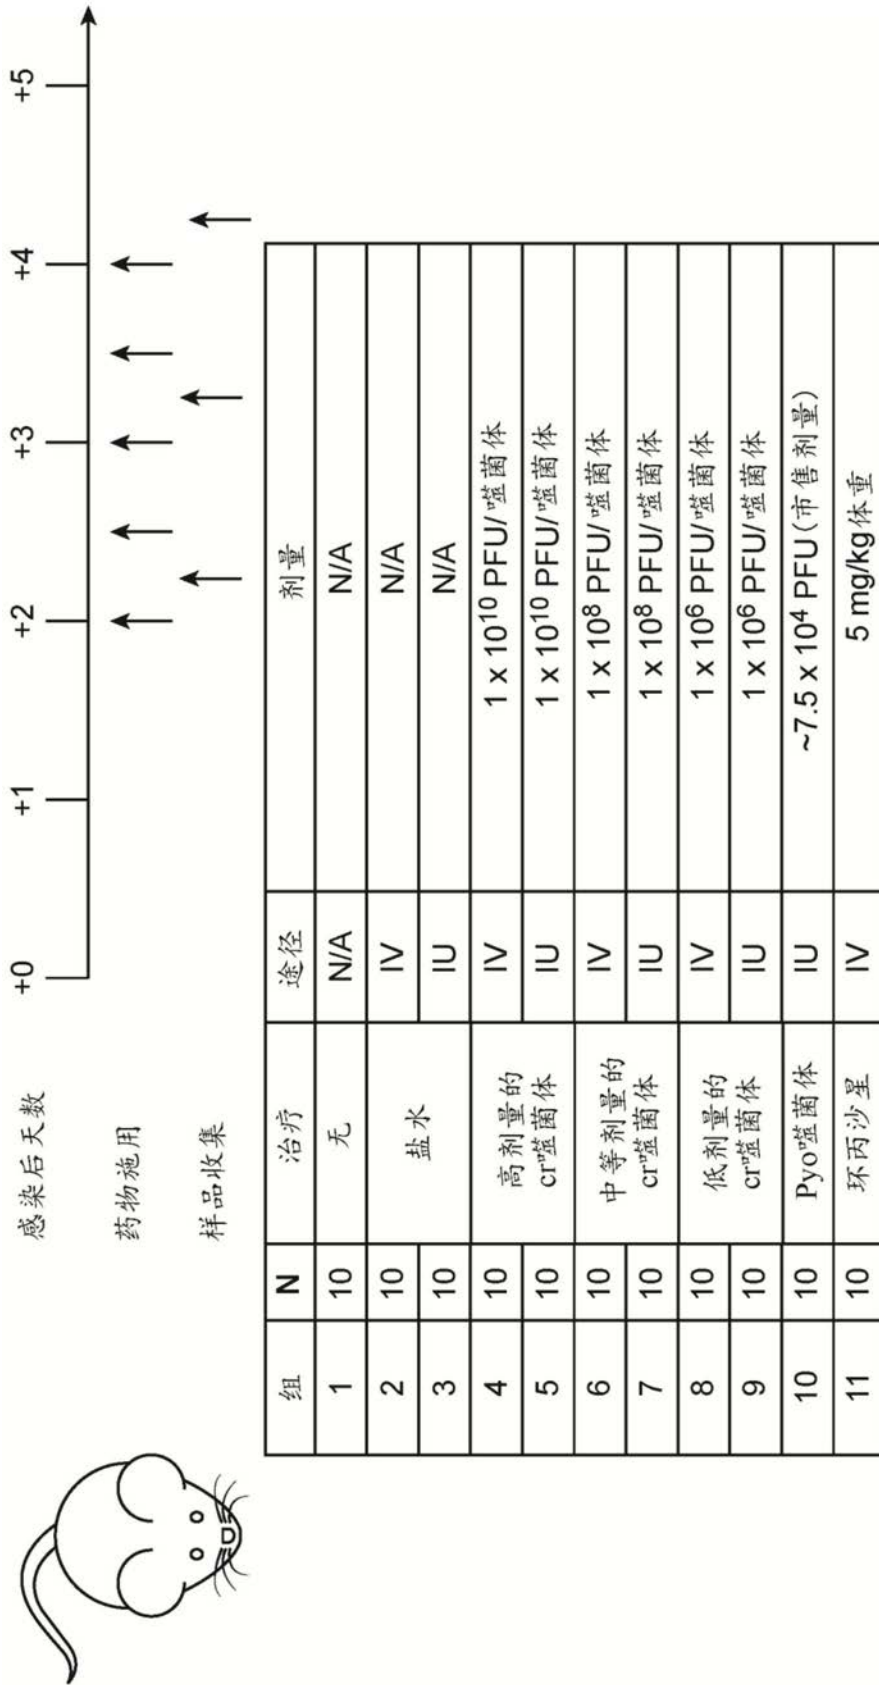 感染后天数 +0 +1 +2 +3 +4 +5
药物施用
样品收集
组 N 治疗 途径 剂量
1 10 无 N/A N/A
2 10 盐水 IV N/A
3 10 IU N/A
4 10 高剂量的 IV 1 x 10¹⁰ PFU/噬菌体
5 10 cr噬菌体 IU 1 x 10¹⁰ PFU/噬菌体
6 10 中等剂量的 IV 1 x 10⁸ PFU/噬菌体
7 10 cr噬菌体 IU 1 x 10⁸ PFU/噬菌体
8 10 低剂量的 IV 1 x 10⁶ PFU/噬菌体
9 10 cr噬菌体 IU 1 x 10⁶ PFU/噬菌体
10 10 Pyo噬菌体 IU ~7.5 x 10⁴ PFU(市售剂量)
11 10 环丙沙星 IV 5 mg/kg体重